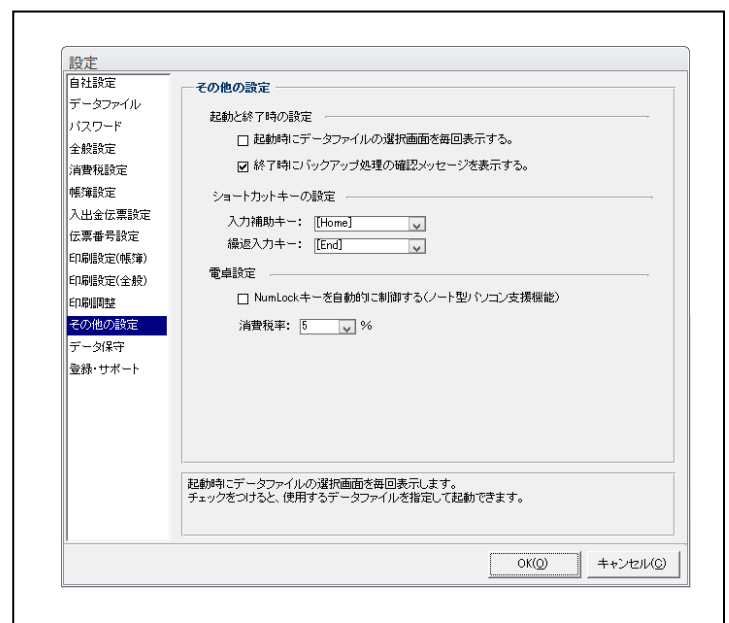 設定
自社設定
データファイル
パスワード
全般設定
消費税設定
帳簿設定
入出金伝票設定
伝票番号設定
印刷設定(帳簿)
印刷設定(全般)
印刷調整
その他の設定
データ保守
登録・サポート
その他の設定
起動と終了時の設定
起動時にデータファイルの選択画面を毎回表示する。
終了時にバックアップ処理の確認メッセージを表示する。
ショートカットキーの設定
入力補助キー: [Home]
繰返入力キー: [End]
電卓設定
NumLockキーを自動的に制御する(ノート型パソコン支援機能)
消費税率: 5 %
起動時にデータファイルの選択画面を毎回表示します。
チェックをつけると、使用するデータファイルを指定して起動できます。
OK(O) キャンセル(C)